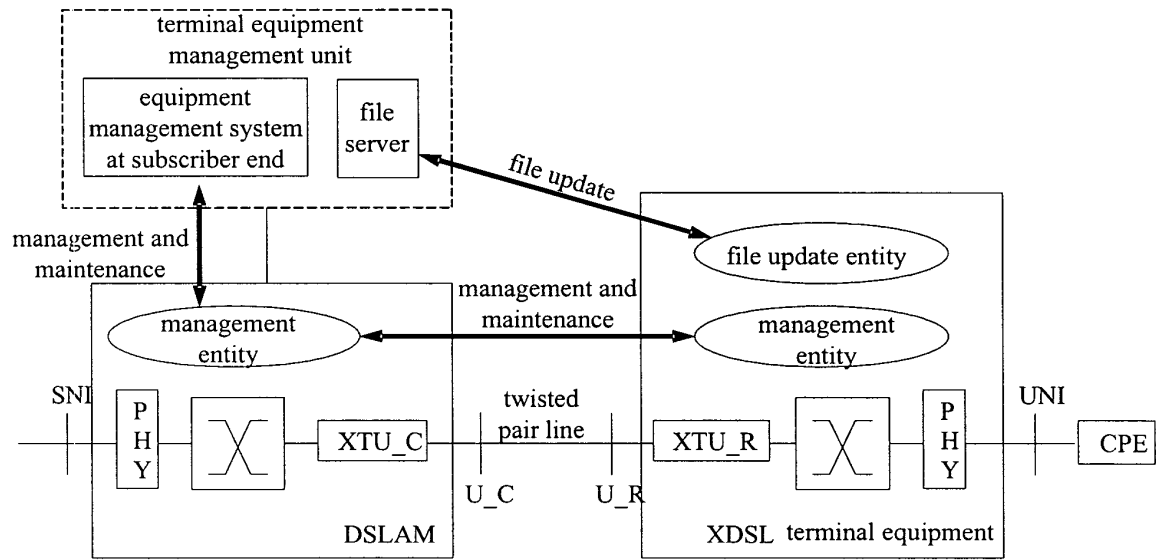 terminal equipment
management unit
equipment
management system
at subscriber end
file
server
file update
management and
maintenance
file update entity
management
entity
management and
maintenance
management
entity
SNI
P
H
Y
XTU_C
twisted
pair line
U_C
U_R
XTU_R
P
H
Y
UNI
CPE
DSLAM
XDSL terminal equipment